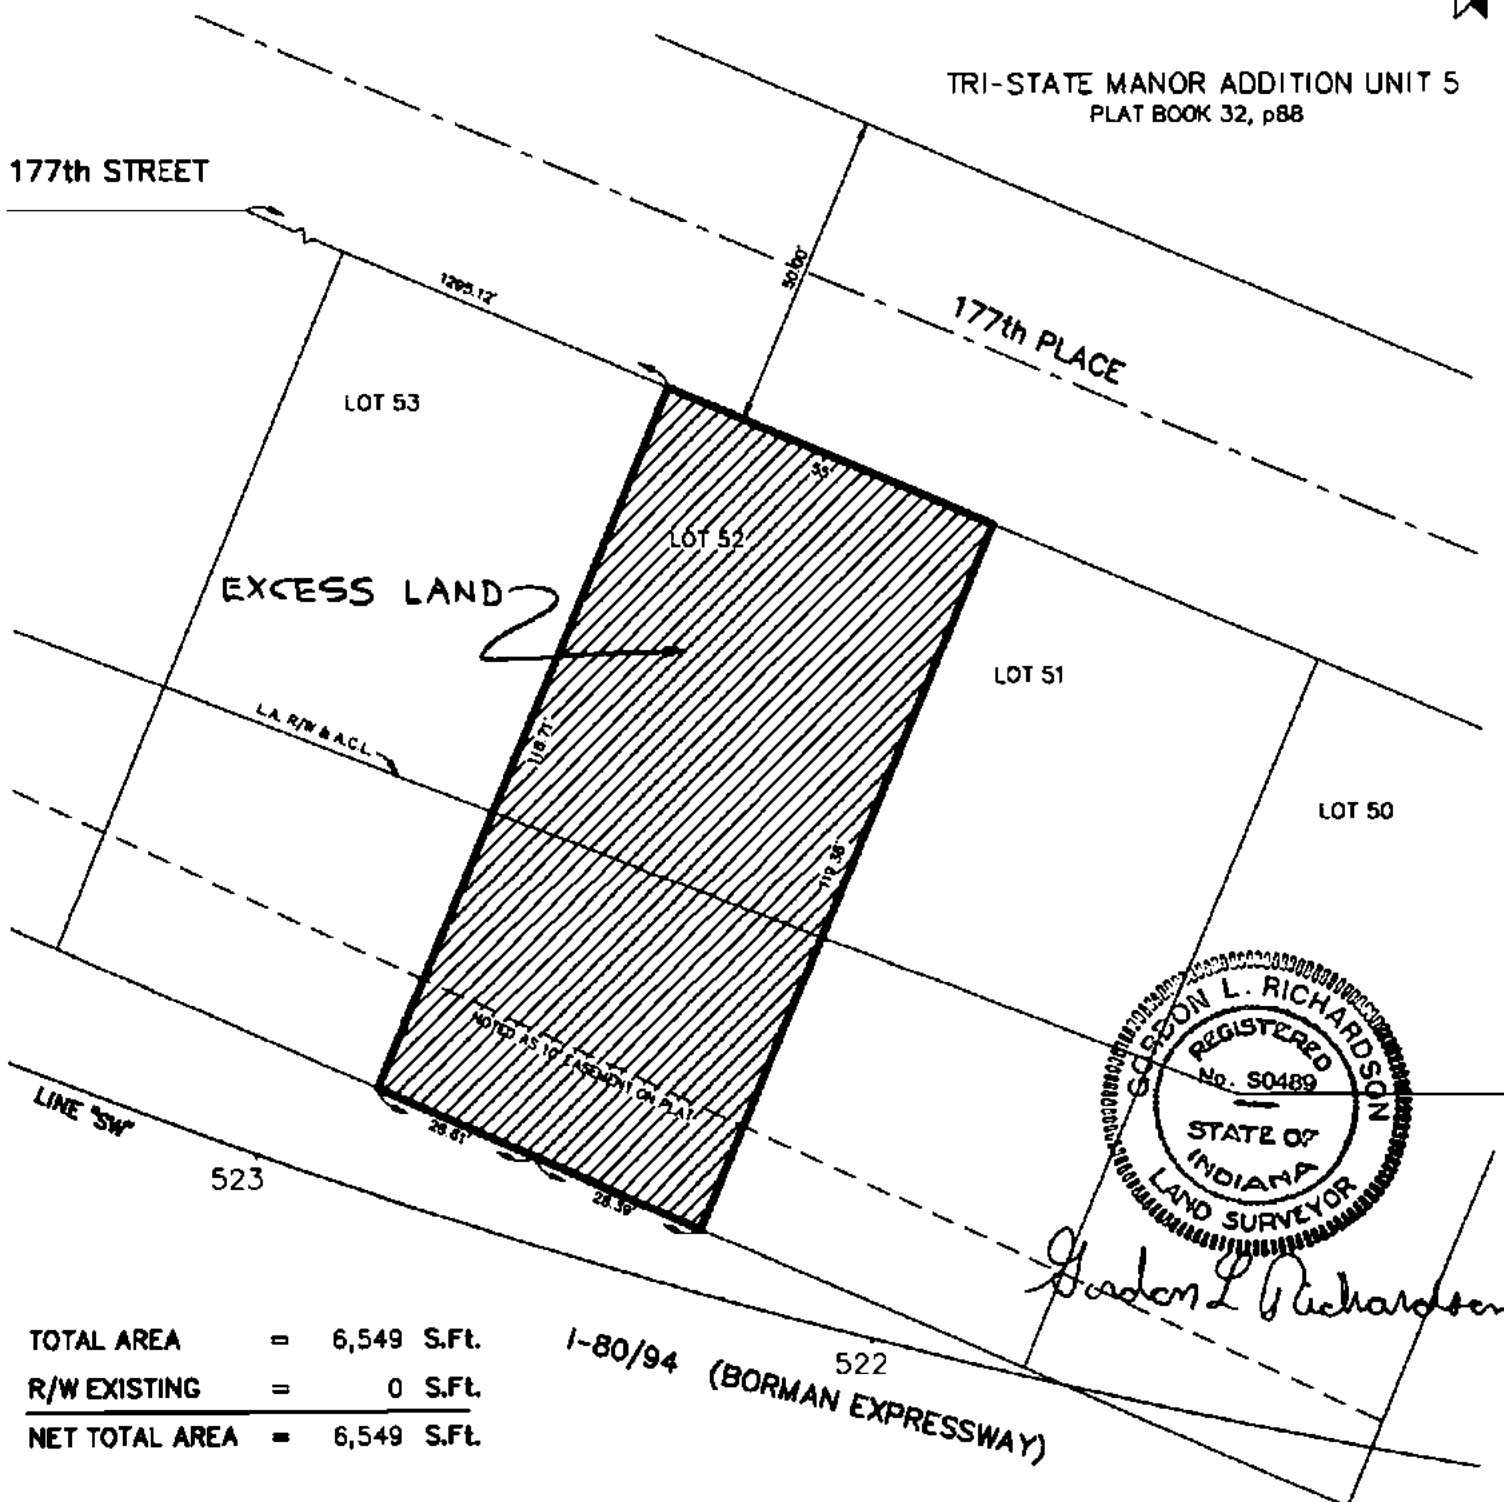 TRI-STATE MANOR ADDITION UNIT 5
PLAT BOOK 32, p88
177th STREET
1295.12'
50.00'
177th PLACE
LOT 53
55'
LOT 52
EXCESS LAND
LOT 51
L.A. R/W & A.C.L.
118.71'
LOT 50
119.38'
NOTED AS 10' EASEMENT ON PLAT
GORDON L. RICHARDSON
REGISTERED
No. S0489
STATE OF
INDIANA
LAND SURVEYOR
LINE "SW"
26.61'
28.39'
523
Gordon L Richardson
TOTAL AREA = 6,549 S.Ft.
R/W EXISTING = 0 S.Ft.
NET TOTAL AREA = 6,549 S.Ft.
I-80/94 (BORMAN EXPRESSWAY)
522